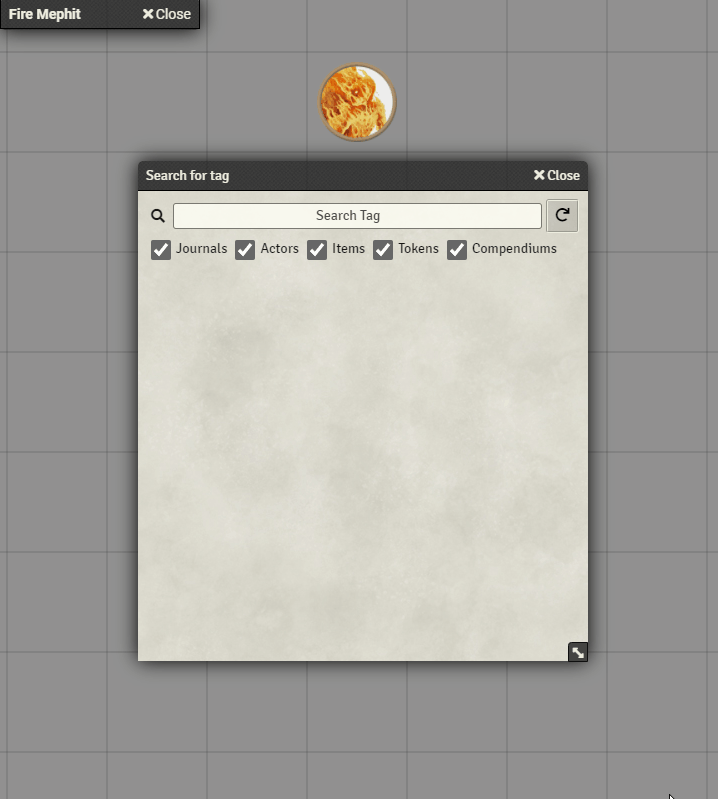 Fire Mephit Close
Search for tag Close
Search Tag
Journals Actors Items Tokens Compendiums